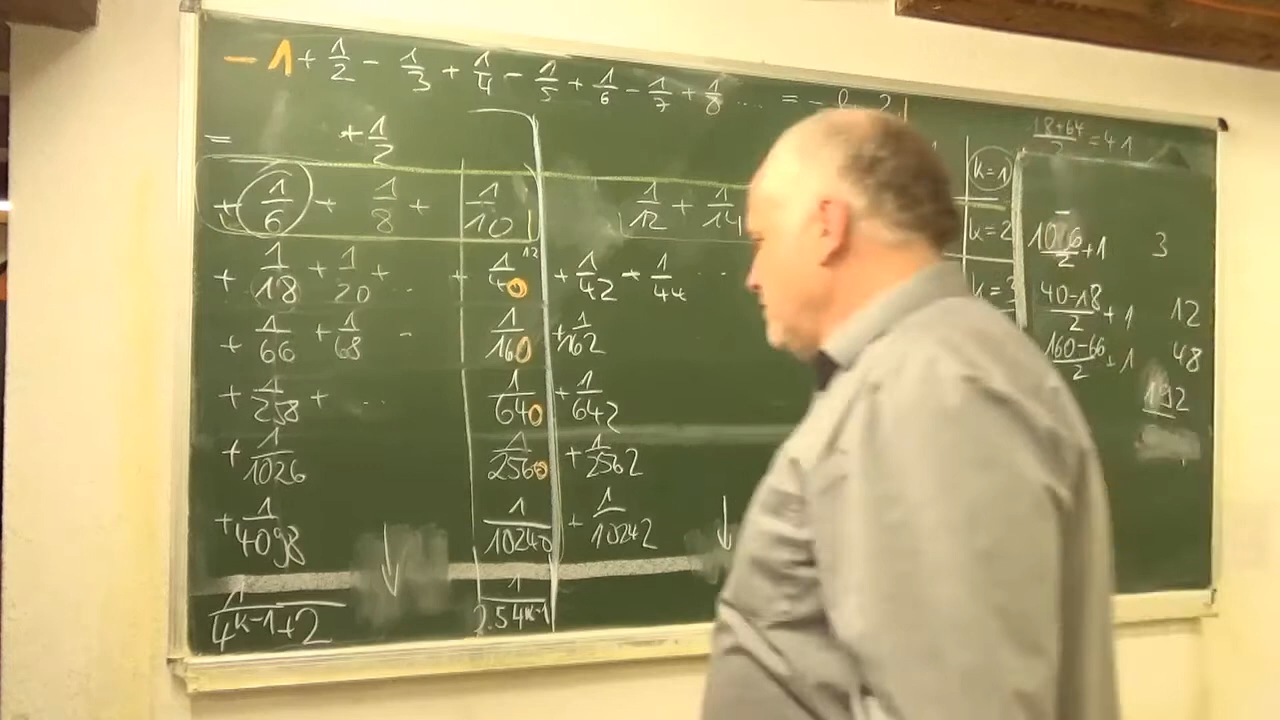 - 1 + 1/2 - 1/3 + 1/4 - 1/5 + 1/6 - 1/7 + 1/8 .... = -
= + 1/2
+ 1/6 + 1/8 + 1/10 1/12 + 1/14
+ 1/18 + 1/20 + .. + 1/40 12 + 1/42 + 1/44 ...
+ 1/66 + 1/68 - 1/160 + 1/162
+ 1/258 + ... 1/640 + 1/642
+ 1/1026 1/2560 + 1/2562
+ 1/4098 ↓ 1/10240 + 1/10242 ↓
1/4^k-1+2 1/2.5 4^k-1
k=1
k=2
k=3
18+64/2 = 41
10-6/2 + 1 3
40-18/2 + 1 12
160-66/2 + 1 48
192